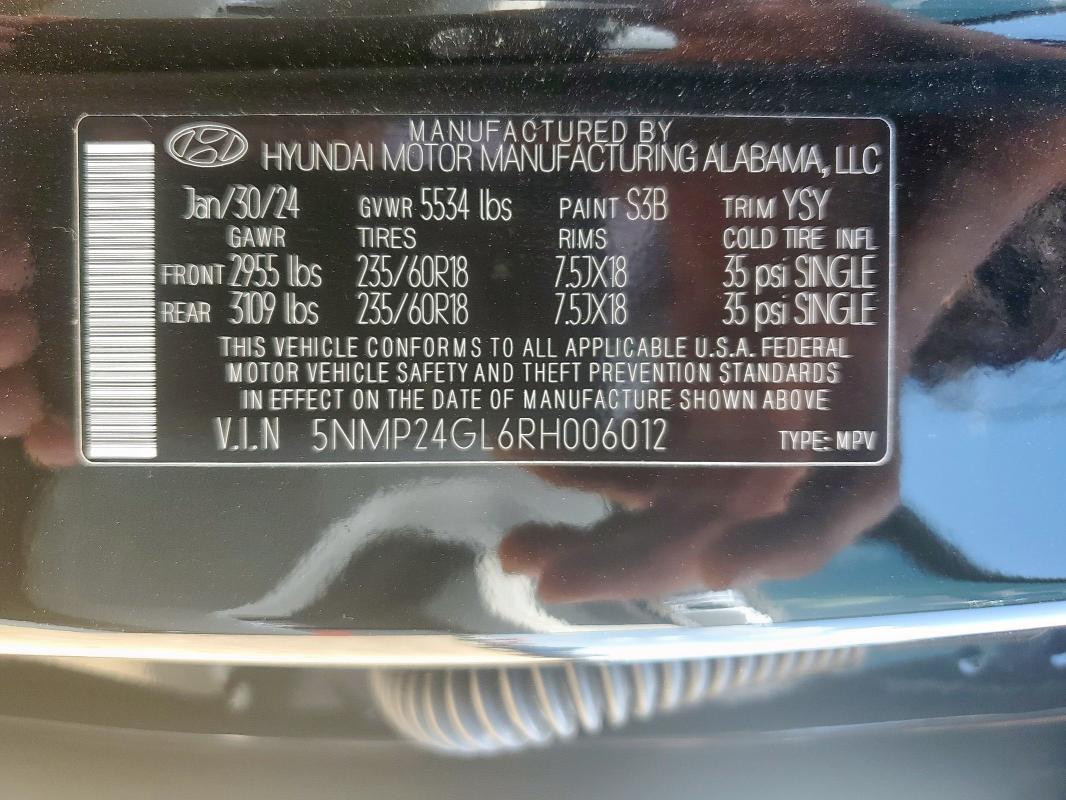 MANUFACTURED BY
HYUNDAI MOTOR MANUFACTURING ALABAMA, LLC
Jan/30/24 GVWR 5534 lbs PAINT S3B TRIM YSY
GAWR TIRES RIMS COLD TIRE INFL
FRONT 2955 lbs 235/60R18 7.5JX18 35 psi SINGLE
REAR 3109 lbs 235/60R18 7.5JX18 35 psi SINGLE
THIS VEHICLE CONFORMS TO ALL APPLICABLE U.S.A. FEDERAL
MOTOR VEHICLE SAFETY AND THEFT PREVENTION STANDARDS
IN EFFECT ON THE DATE OF MANUFACTURE SHOWN ABOVE
V.I.N 5NMP24GL6RH006012 TYPE: MPV